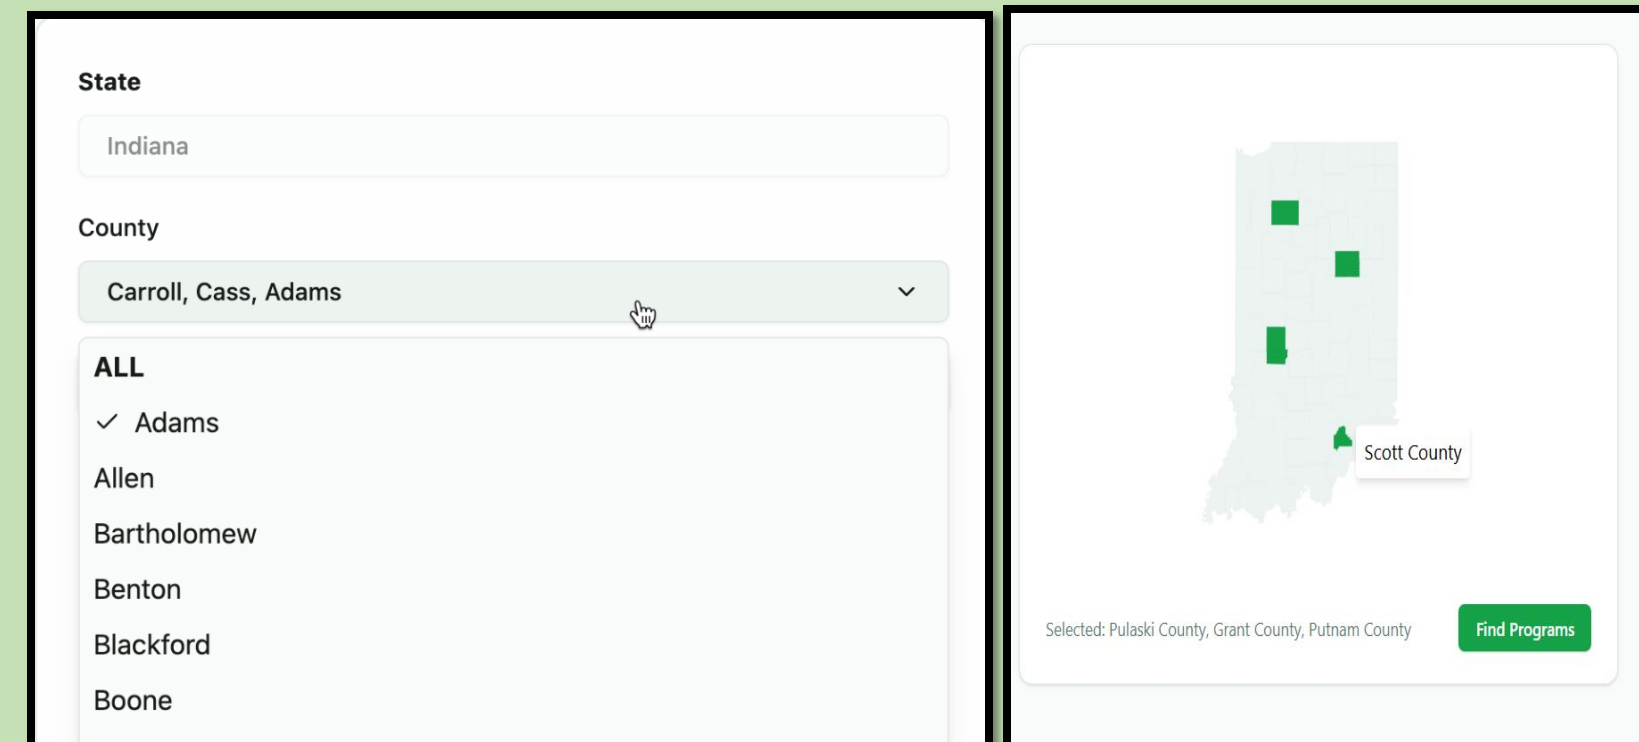 State
Indiana
County
Carroll, Cass, Adams
ALL
Adams
Allen
Bartholomew
Benton
Blackford
Boone
Scott County
Selected: Pulaski County, Grant County, Putnam County
Find Programs